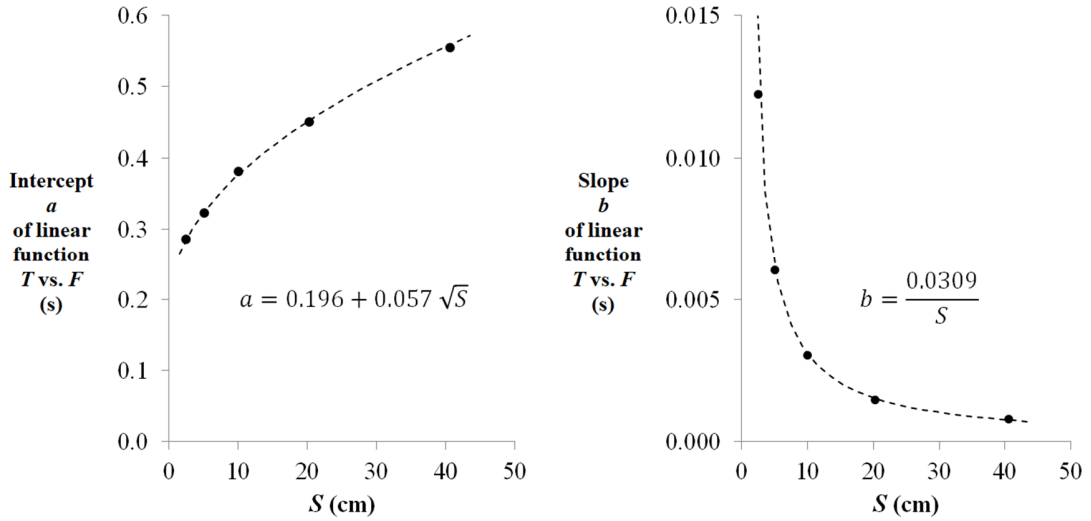 0.6
0.5
0.4
0.3
0.2
0.1
0.0
Intercept
a
of linear
function
T vs. F
(s)
a = 0.196 + 0.057 √S
0 10 20 30 40 50
S (cm)
0.015
0.010
0.005
0.000
Slope
b
of linear
function
T vs. F
(s)
b = 0.0309 / S
0 10 20 30 40 50
S (cm)